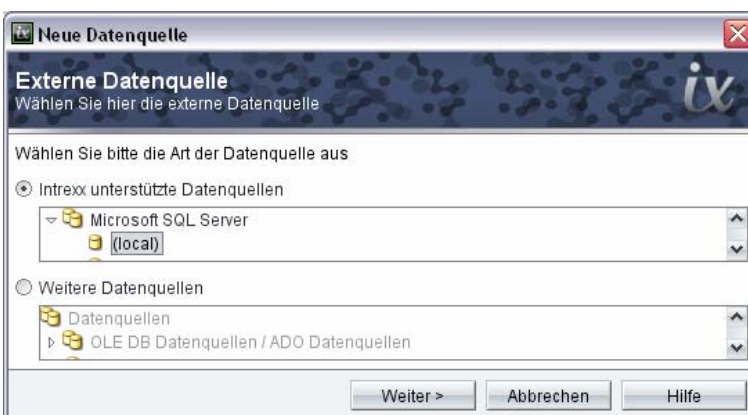 Neue Datenquelle
Externe Datenquelle
Wählen Sie hier die externe Datenquelle
ix
Wählen Sie bitte die Art der Datenquelle aus
Intrexx unterstützte Datenquellen
Microsoft SQL Server
(local)
Weitere Datenquellen
Datenquellen
OLE DB Datenquellen / ADO Datenquellen
Weiter > Abbrechen Hilfe